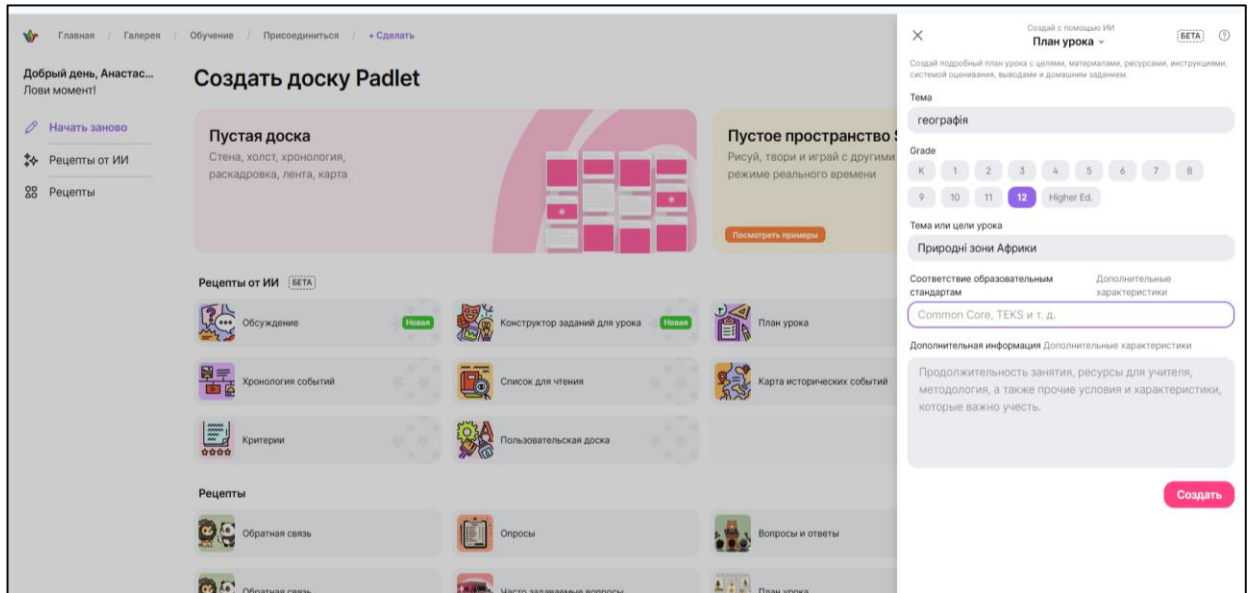 Главная / Галерея / Обучение / Присоединиться / + Сделать
Добрый день, Анастас...
Лови момент!
Начать заново
Рецепты от ИИ
Рецепты
Создать доску Padlet
Пустая доска
Стена, холст, хронология,
раскадровка, лента, карта
Пустое пространство
Рисуй, твори и играй с другими
режиме реального времени
Посмотреть примеры
Рецепты от ИИ БЕТА
Обсуждение Новая
Конструктор заданий для урока Новая
План урока
Хронология событий
Список для чтения
Карта исторических событий
Критерии
Пользовательская доска
Рецепты
Обратная связь
Опросы
Вопросы и ответы
Обратная связь
Часто задаваемые вопросы
План урока
Создай с помощью ИИ
План урока
БЕТА
Создай подробный план урока с целями, материалами, ресурсами, инструкциями,
системой оценивания, выводами и домашним заданием.
Тема
географія
Grade
K 1 2 3 4 5 6 7 8
9 10 11 12 Higher Ed.
Тема или цели урока
Природні зони Африки
Соответствие образовательным
стандартам
Дополнительные
характеристики
Common Core, TEKS и т. д.
Дополнительная информация Дополнительные характеристики
Продолжительность занятия, ресурсы для учителя,
методология, а также прочие условия и характеристики,
которые важно учесть.
Создать